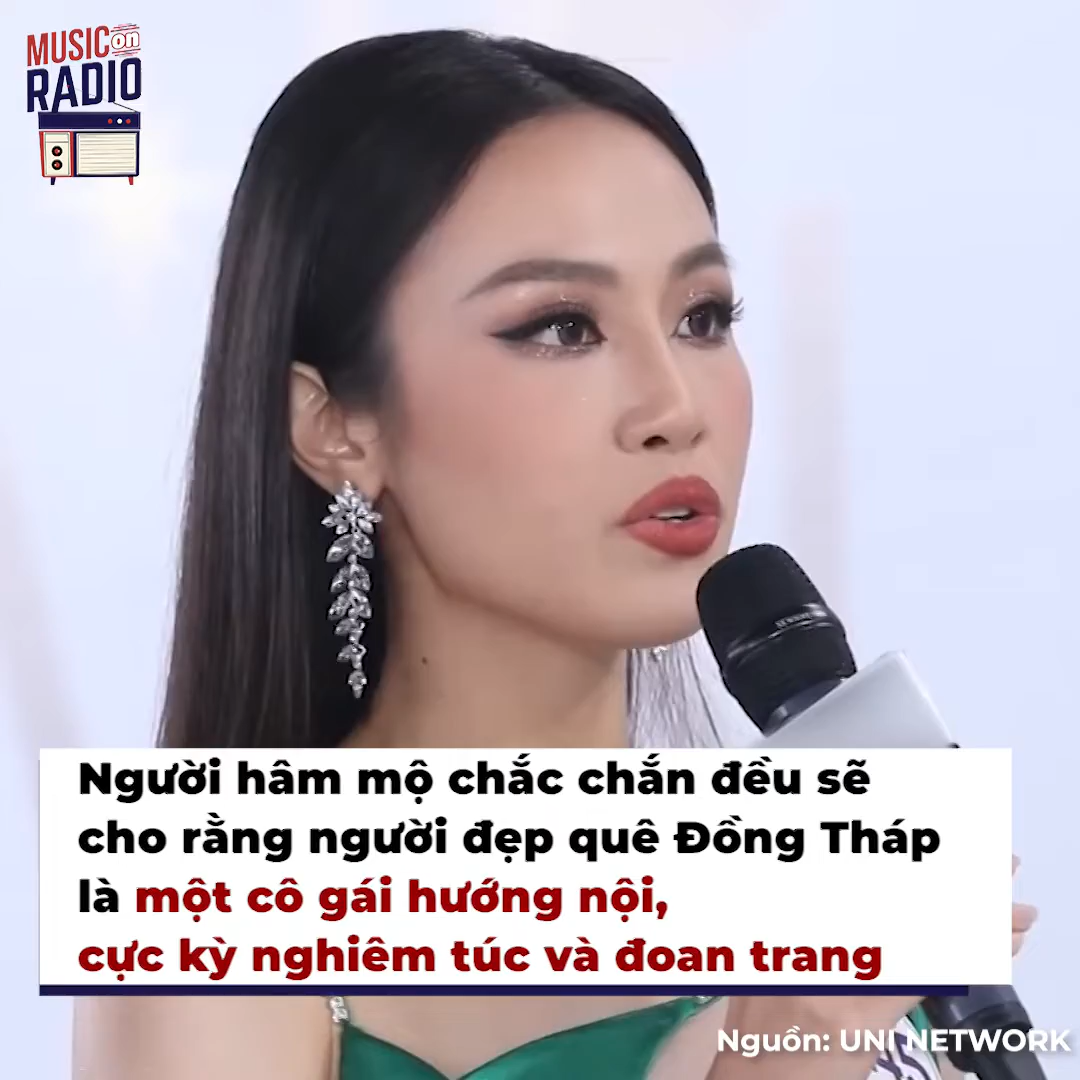 MUSIC on
RADIO
Người hâm mộ chắc chắn đều sẽ
cho rằng người đẹp quê Đồng Tháp
là một cô gái hướng nội,
cực kỳ nghiêm túc và đoan trang
Nguồn: UNI NETWORK